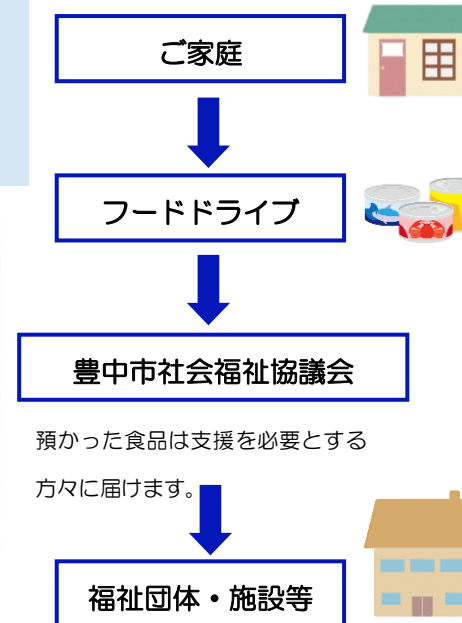 ご家庭
フードドライブ
豊中市社会福祉協議会
預かった食品は支援を必要とする
方々に届けます。
福祉団体・施設等